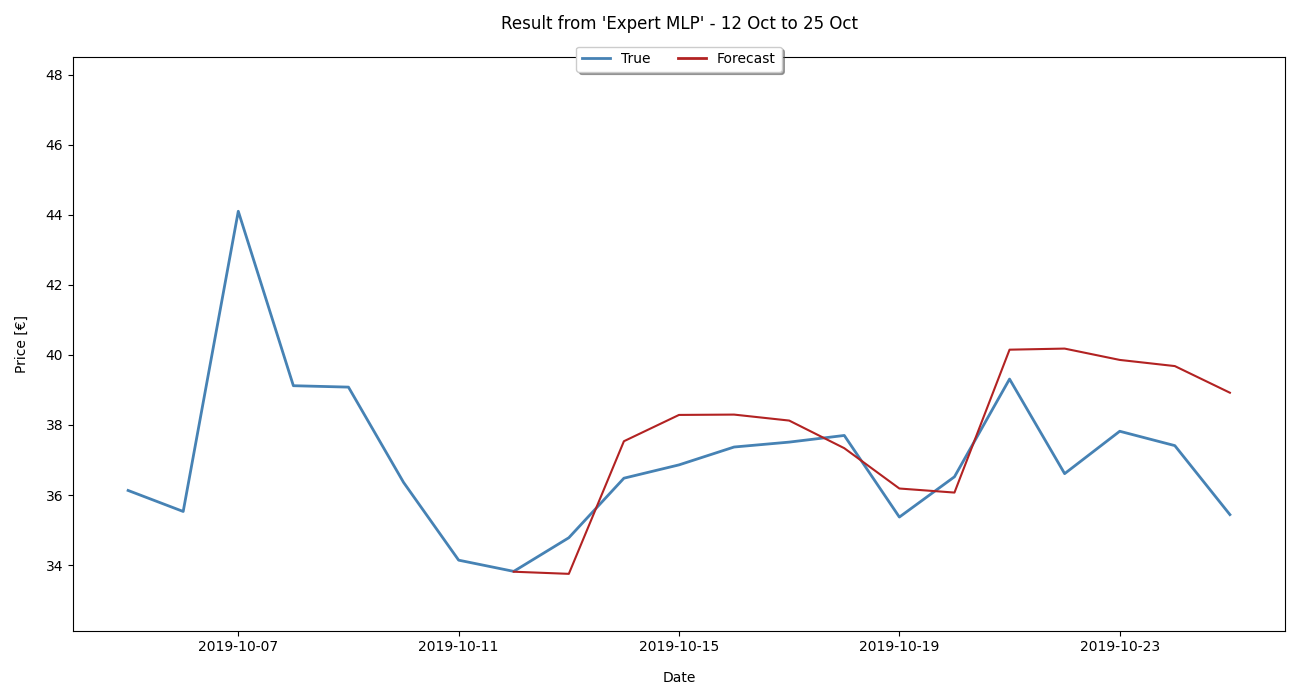 Result from 'Expert MLP' - 12 Oct to 25 Oct
True Forecast
48
46
44
42
40
38
36
34
Price [€]
2019-10-07 2019-10-11 2019-10-15 2019-10-19 2019-10-23
Date